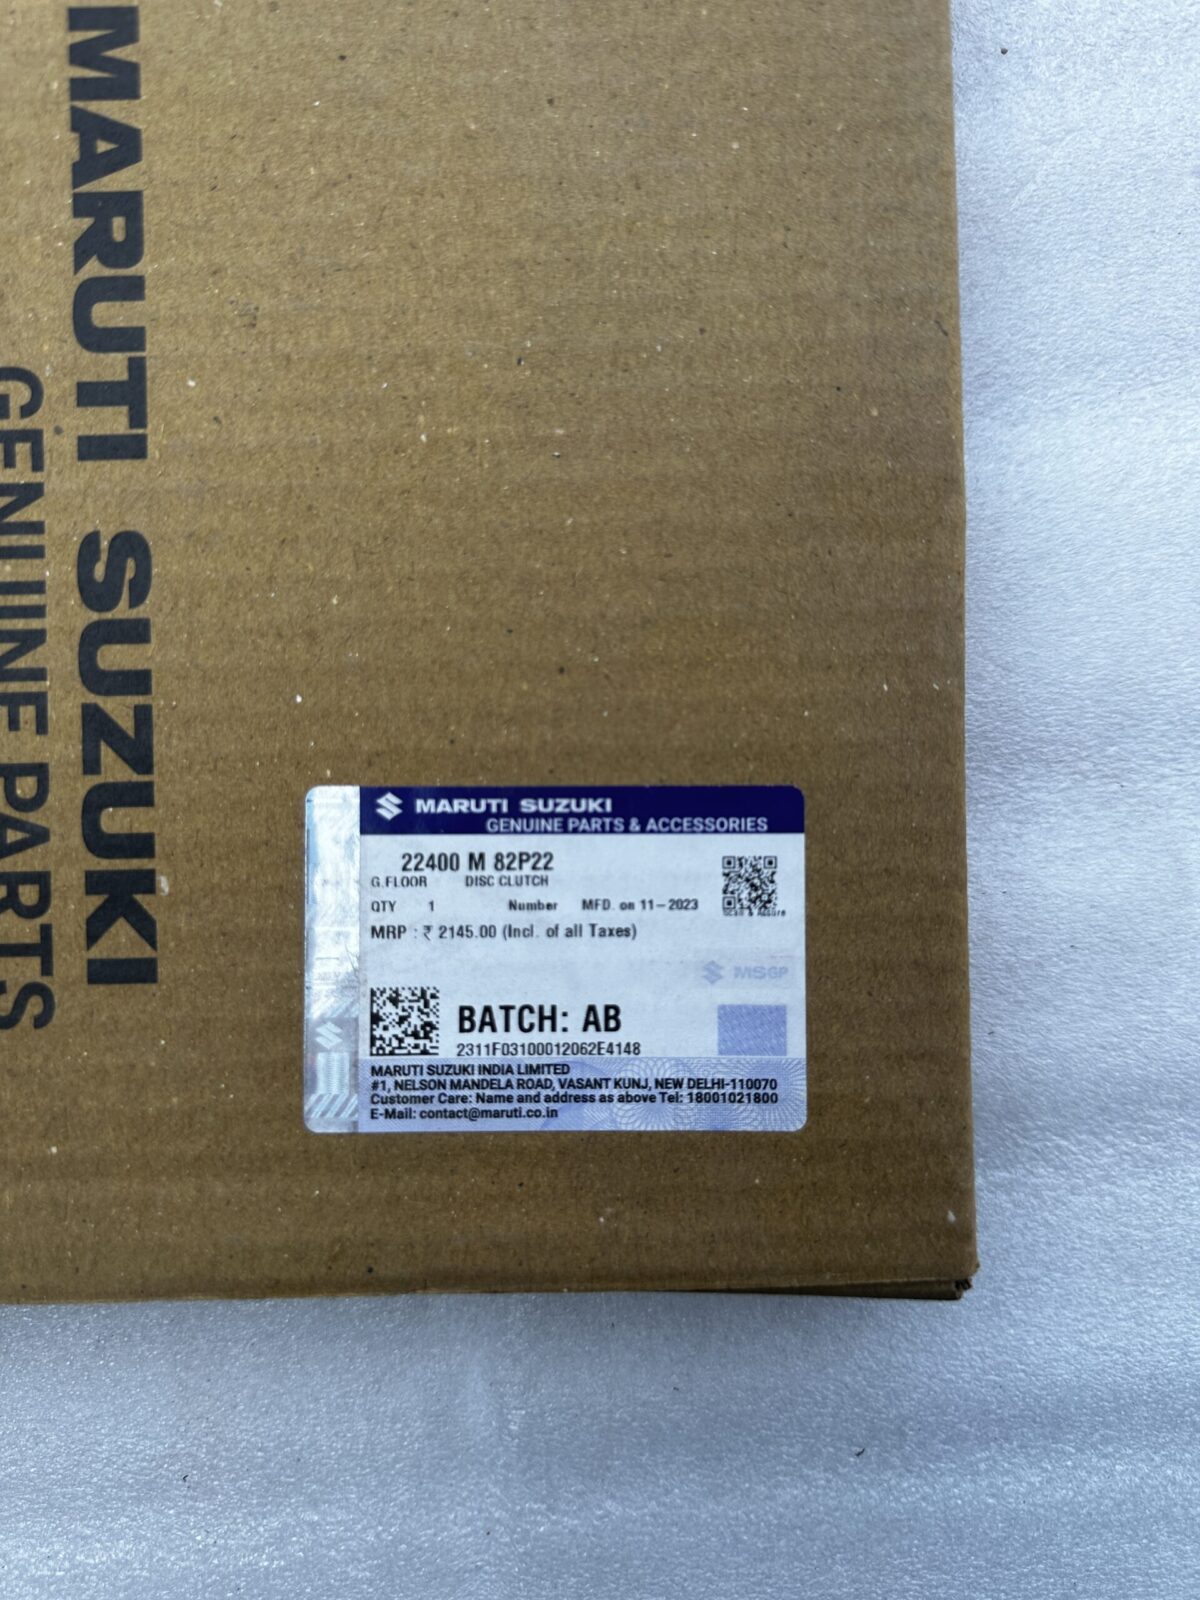 MARUTI SUZUKI
GENUINE PARTS
MARUTI SUZUKI
GENUINE PARTS & ACCESSORIES
22400 M 82P22
G.FLOOR DISC CLUTCH
QTY 1 Number MFD. on 11-2023
Scan & Assure
MRP : ₹ 2145.00 (Incl. of all Taxes)
MSGP
BATCH: AB
2311F03100012062E4148
MARUTI SUZUKI INDIA LIMITED
#1, NELSON MANDELA ROAD, VASANT KUNJ, NEW DELHI-110070
Customer Care: Name and address as above Tel: 18001021800
E-Mail: contact@maruti.co.in